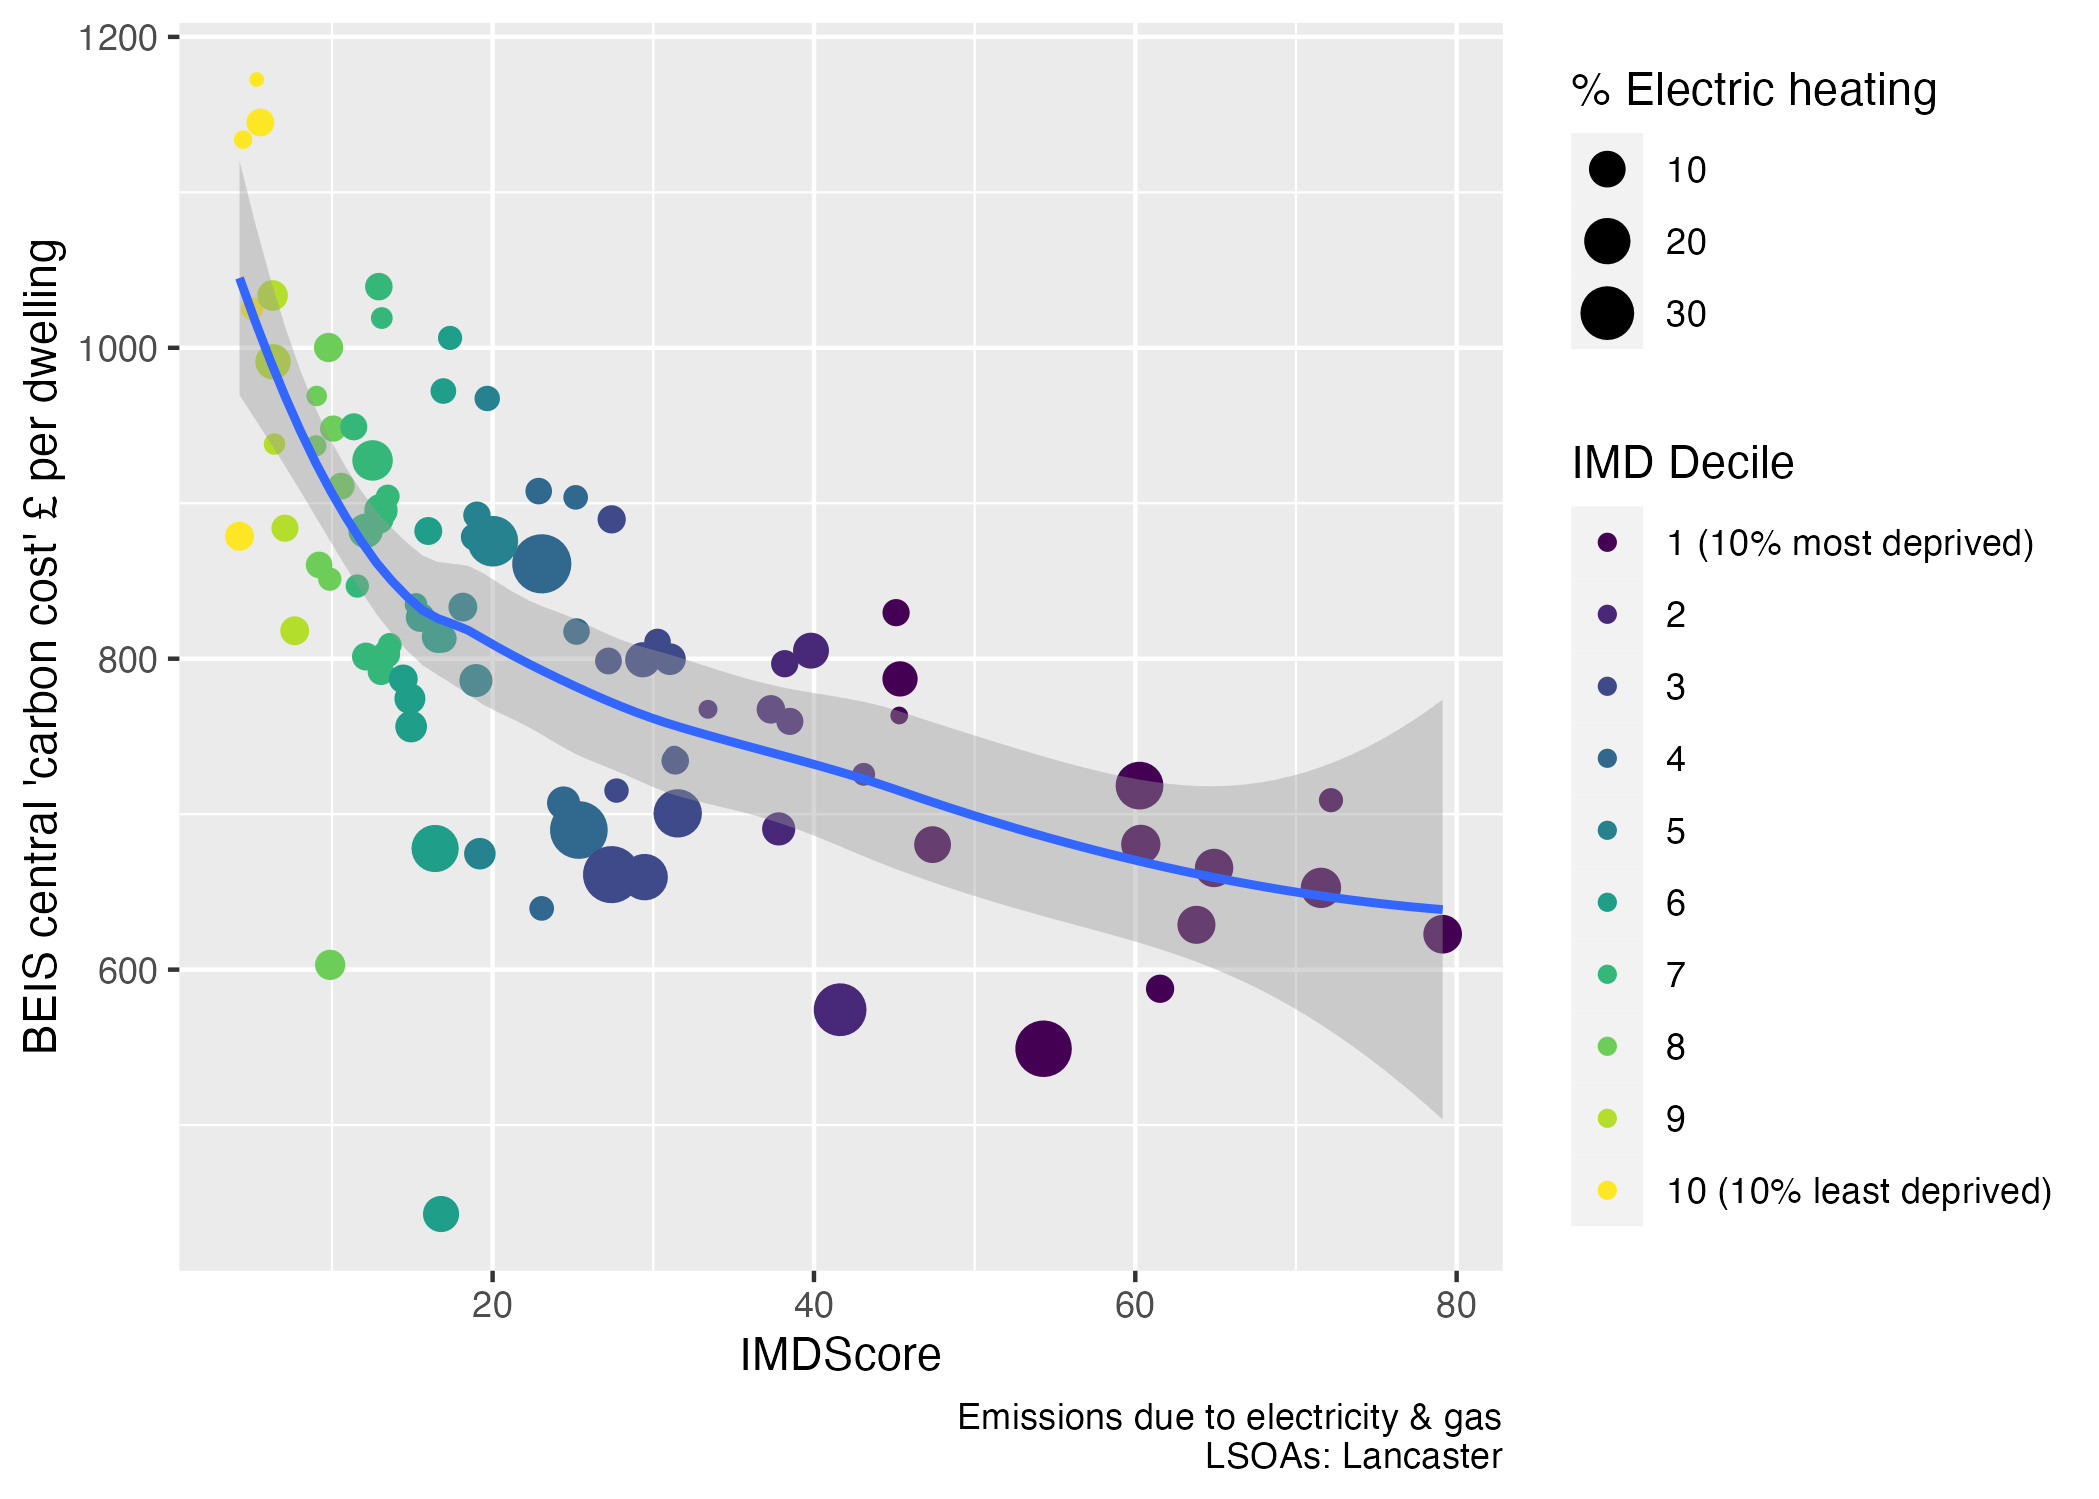 1200
1000
800
600
BEIS central 'carbon cost' £ per dwelling
20
40
60
80
IMDScore
Emissions due to electricity & gas
LSOAs: Lancaster
% Electric heating
10
20
30
IMD Decile
1 (10% most deprived)
2
3
4
5
6
7
8
9
10 (10% least deprived)